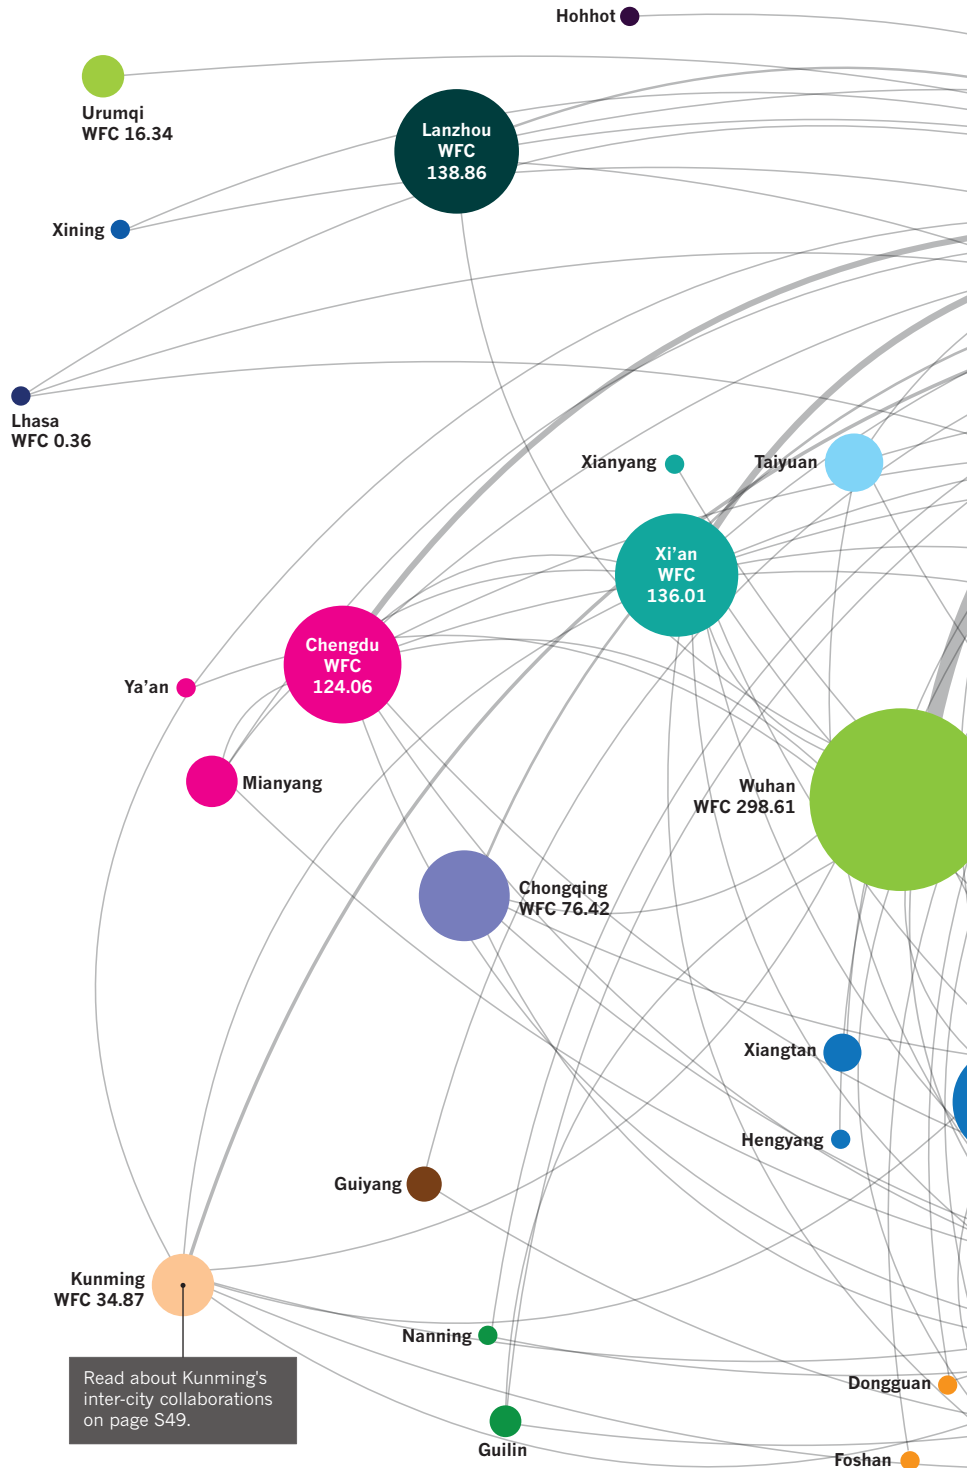 Hohhot
Urumqi
WFC 16.34
Lanzhou
WFC
138.86
Xining
Lhasa
WFC 0.36
Xianyang
Taiyuan
Xi’an
WFC
136.01
Chengdu
WFC
124.06
Ya’an
Mianyang
Wuhan
WFC 298.61
Chongqing
WFC 76.42
Xiangtan
Hengyang
Guiyang
Kunming
WFC 34.87
Nanning
Read about Kunming’s
inter-city collaborations
on page S49.
Dongguan
Guilin
Foshan